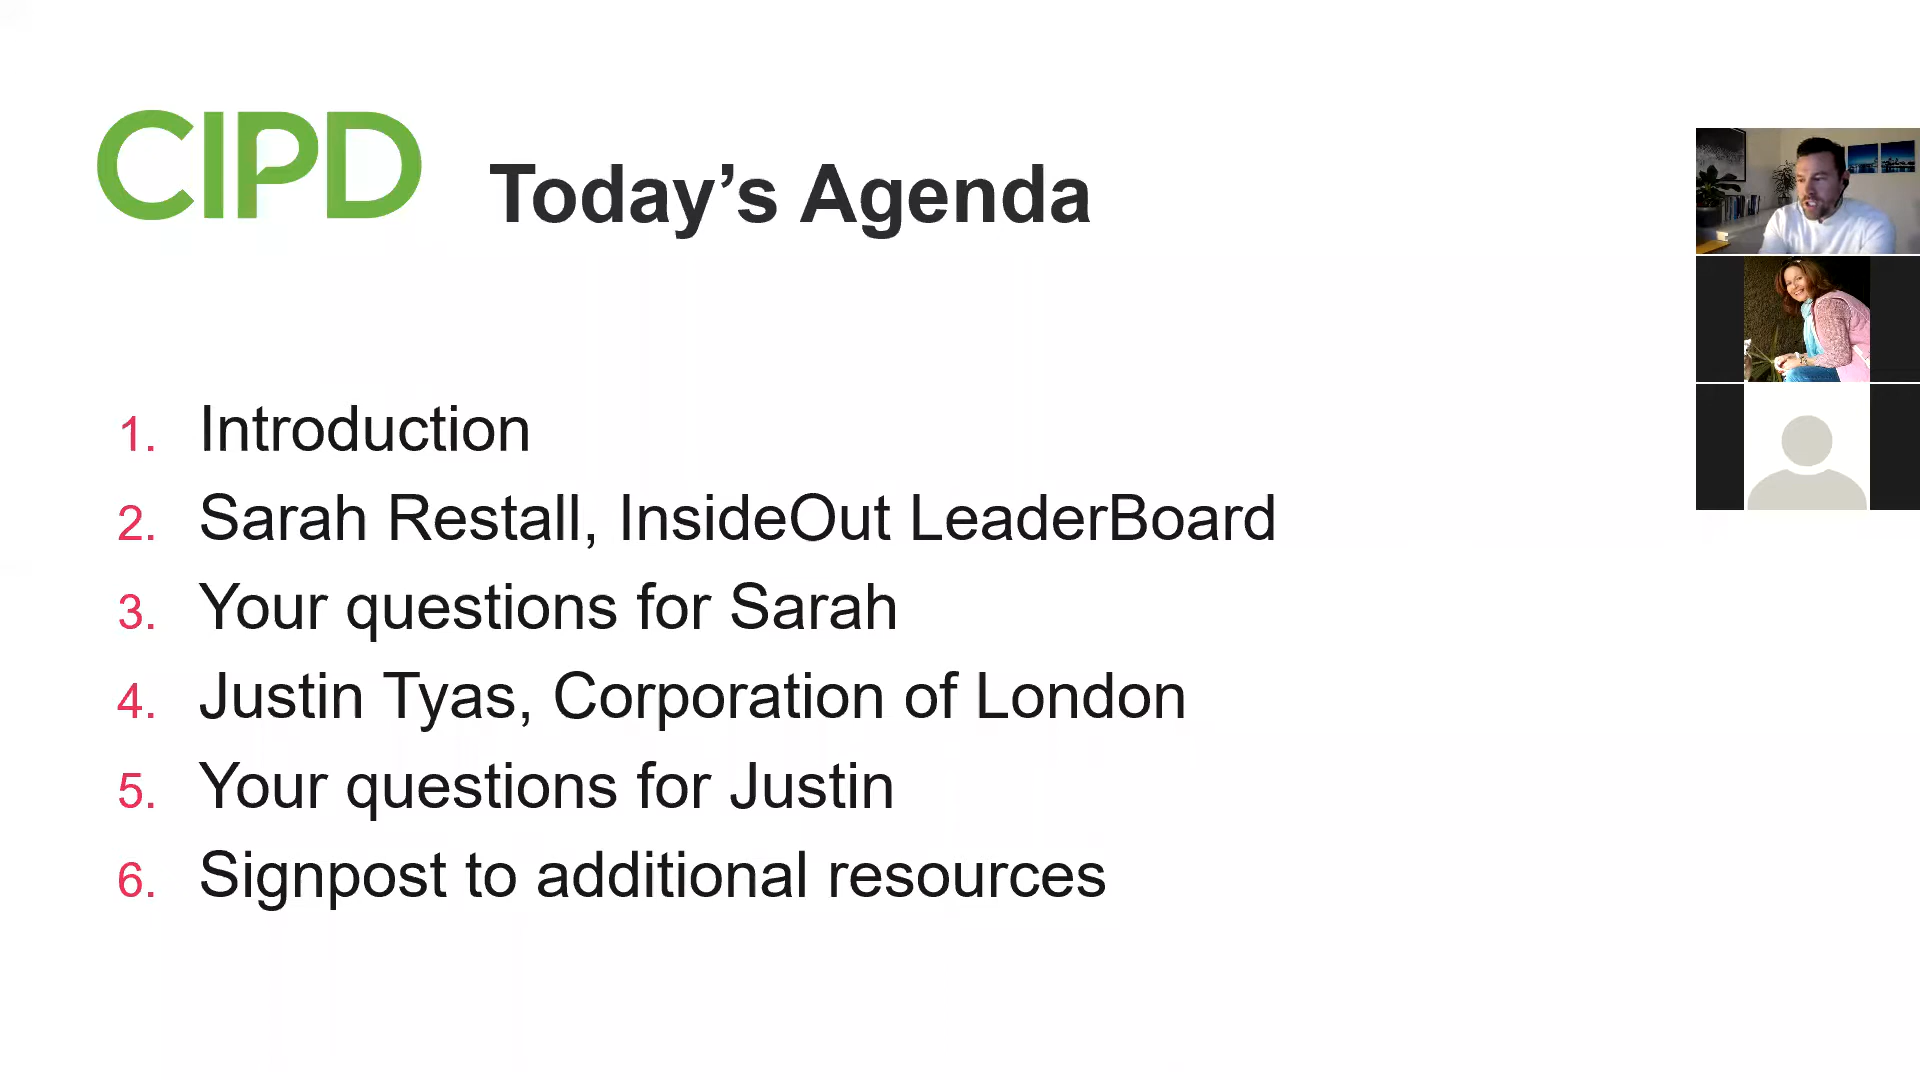 CIPD
Today’s Agenda
1. Introduction
2. Sarah Restall, InsideOut LeaderBoard
3. Your questions for Sarah
4. Justin Tyas, Corporation of London
5. Your questions for Justin
6. Signpost to additional resources